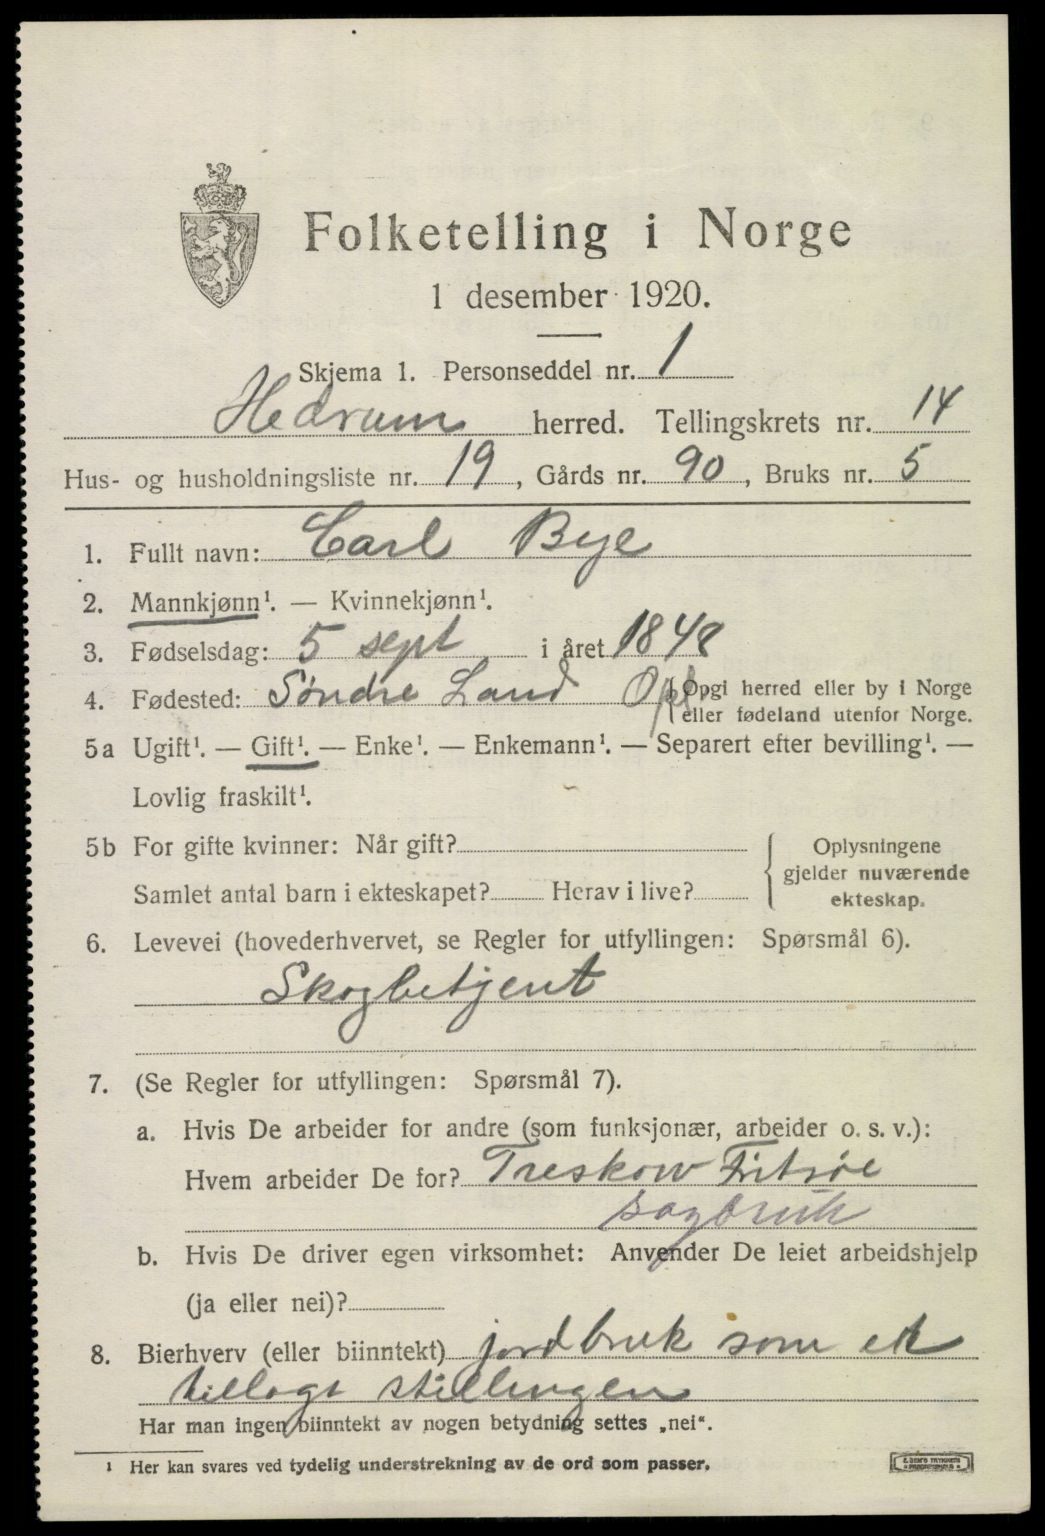 Folketelling i Norge
1 desember 1920.
Skjema 1. Personseddel nr. 1
Hedrum herred. Tellingskrets nr. 14
Hus- og husholdningsliste nr. 19, Gårds nr. 90, Bruks nr. 5
1. Fullt navn: Carl Bye
2. Mannkjønn¹. — Kvinnekjønn¹.
3. Fødselsdag: 5 sept i året 1848
4. Fødested: Søndre Land Opl. Opgi herred eller by i Norge
eller fødeland utenfor Norge.
5a Ugift¹. — Gift¹. — Enke¹. — Enkemann¹. — Separert efter bevilling¹. —
Lovlig fraskilt¹.
5b For gifte kvinner: Når gift?
Samlet antal barn i ekteskapet? Herav i live?
Oplysningene
gjelder nuværende
ekteskap.
6. Levevei (hovederhvervet, se Regler for utfyllingen: Spørsmål 6).
Skogbetjent
7. (Se Regler for utfyllingen: Spørsmål 7).
a. Hvis De arbeider for andre (som funksjonær, arbeider o. s. v.):
Hvem arbeider De for? Treskow Fritsøe
sagbruk
b. Hvis De driver egen virksomhet: Anvender De leiet arbeidshjelp
(ja eller nei)?
8. Bierhverv (eller biinntekt) jordbruk som et
tillægt stillingen
Har man ingen biinntekt av nogen betydning settes „nei“.
¹ Her kan svares ved tydelig understrekning av de ord som passer.